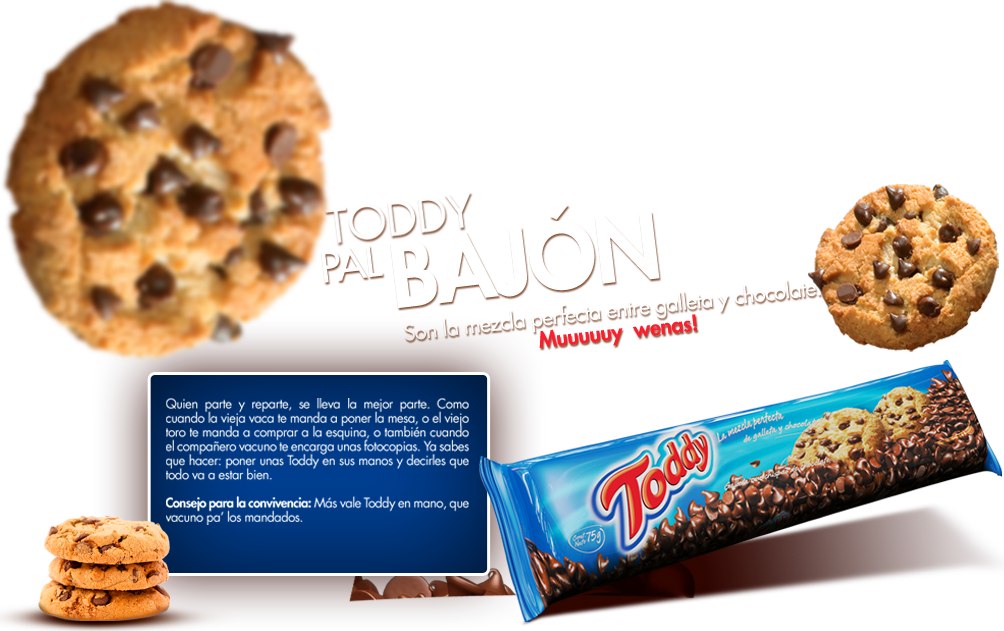 TODDY
PAL BAJÓN
Son la mezcla perfecta entre galleta y chocolate.
Muuuuuy wenas!
Quien parte y reparte, se lleva la mejor parte. Como
cuando la vieja vaca te manda a poner la mesa, o el viejo
toro te manda a comprar a la esquina, o también cuando
el compañero vacuno te encarga unas fotocopias. Ya sabes
que hacer: poner unas Toddy en sus manos y decirles que
todo va a estar bien.
Consejo para la convivencia: Más vale Toddy en mano, que
vacuno pa' los mandados.
La mezcla perfecta
de galleta y chocolate
Toddy
Cont.
Neto 75g